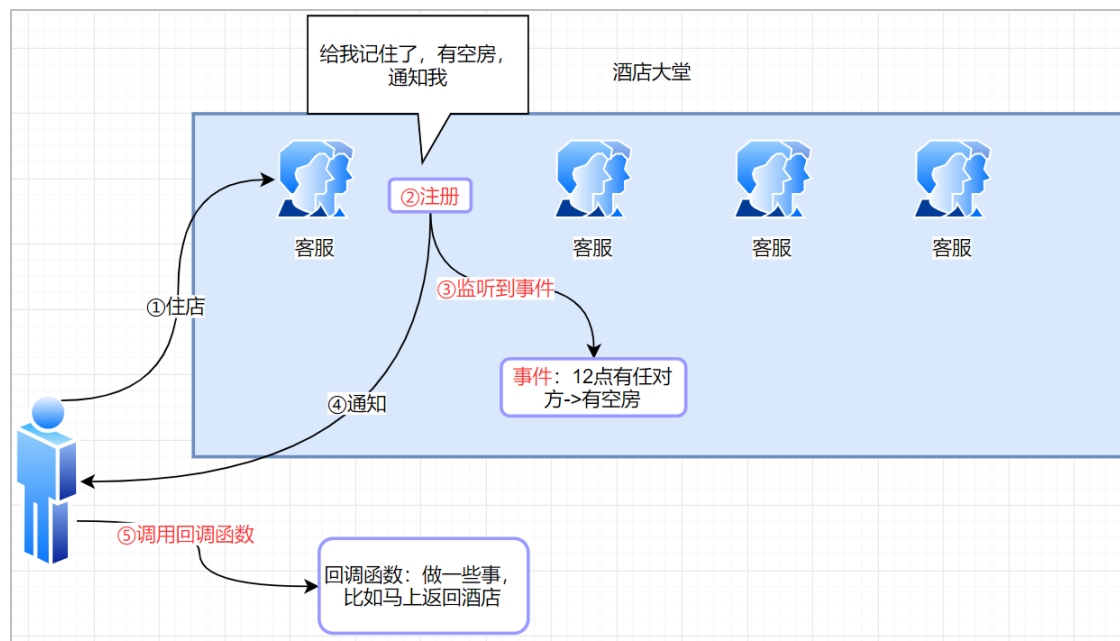 给我记住了，有空房，
通知我
酒店大堂
②注册
客服
客服
客服
客服
③监听到事件
①住店
事件：12点有任对
方->有空房
④通知
⑤调用回调函数
回调函数：做一些事，
比如马上返回酒店